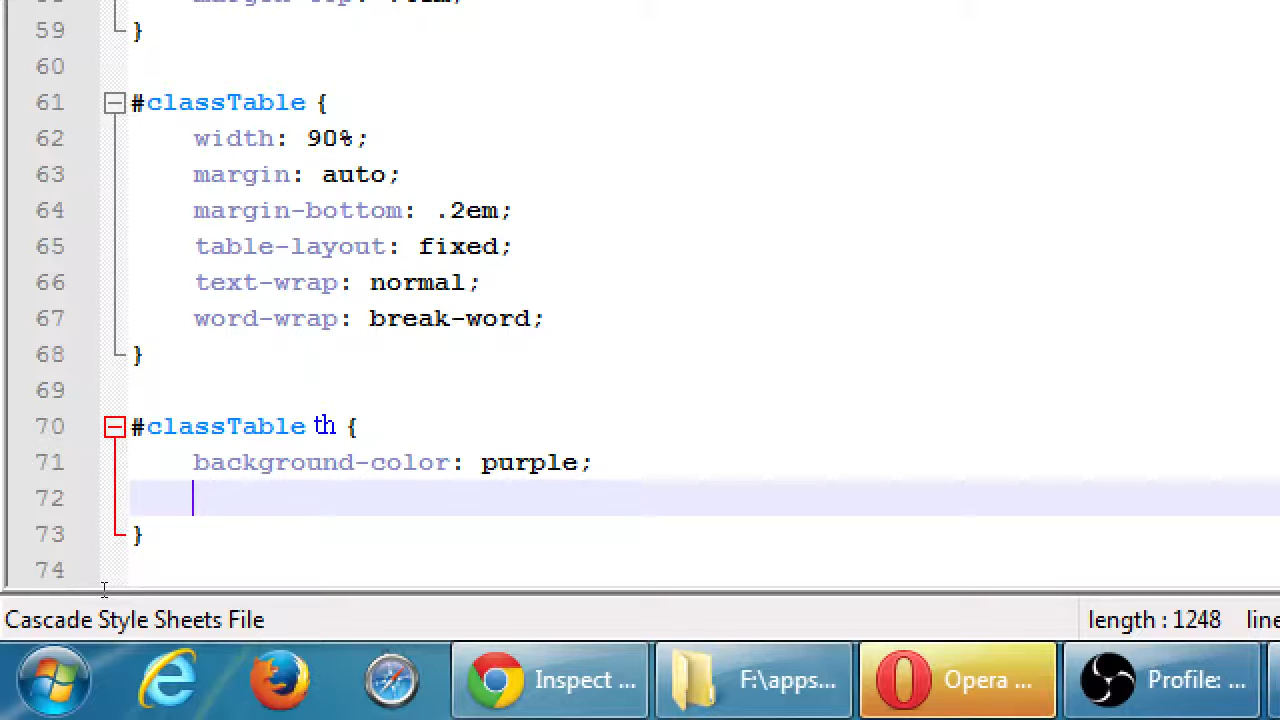 59 }
60
61 #classTable {
62 width: 90%;
63 margin: auto;
64 margin-bottom: .2em;
65 table-layout: fixed;
66 text-wrap: normal;
67 word-wrap: break-word;
68 }
69
70 #classTable th {
71 background-color: purple;
72
73 }
74
Cascade Style Sheets File length : 1248 line
Inspect ... F:\apps... Opera ... Profile: ...